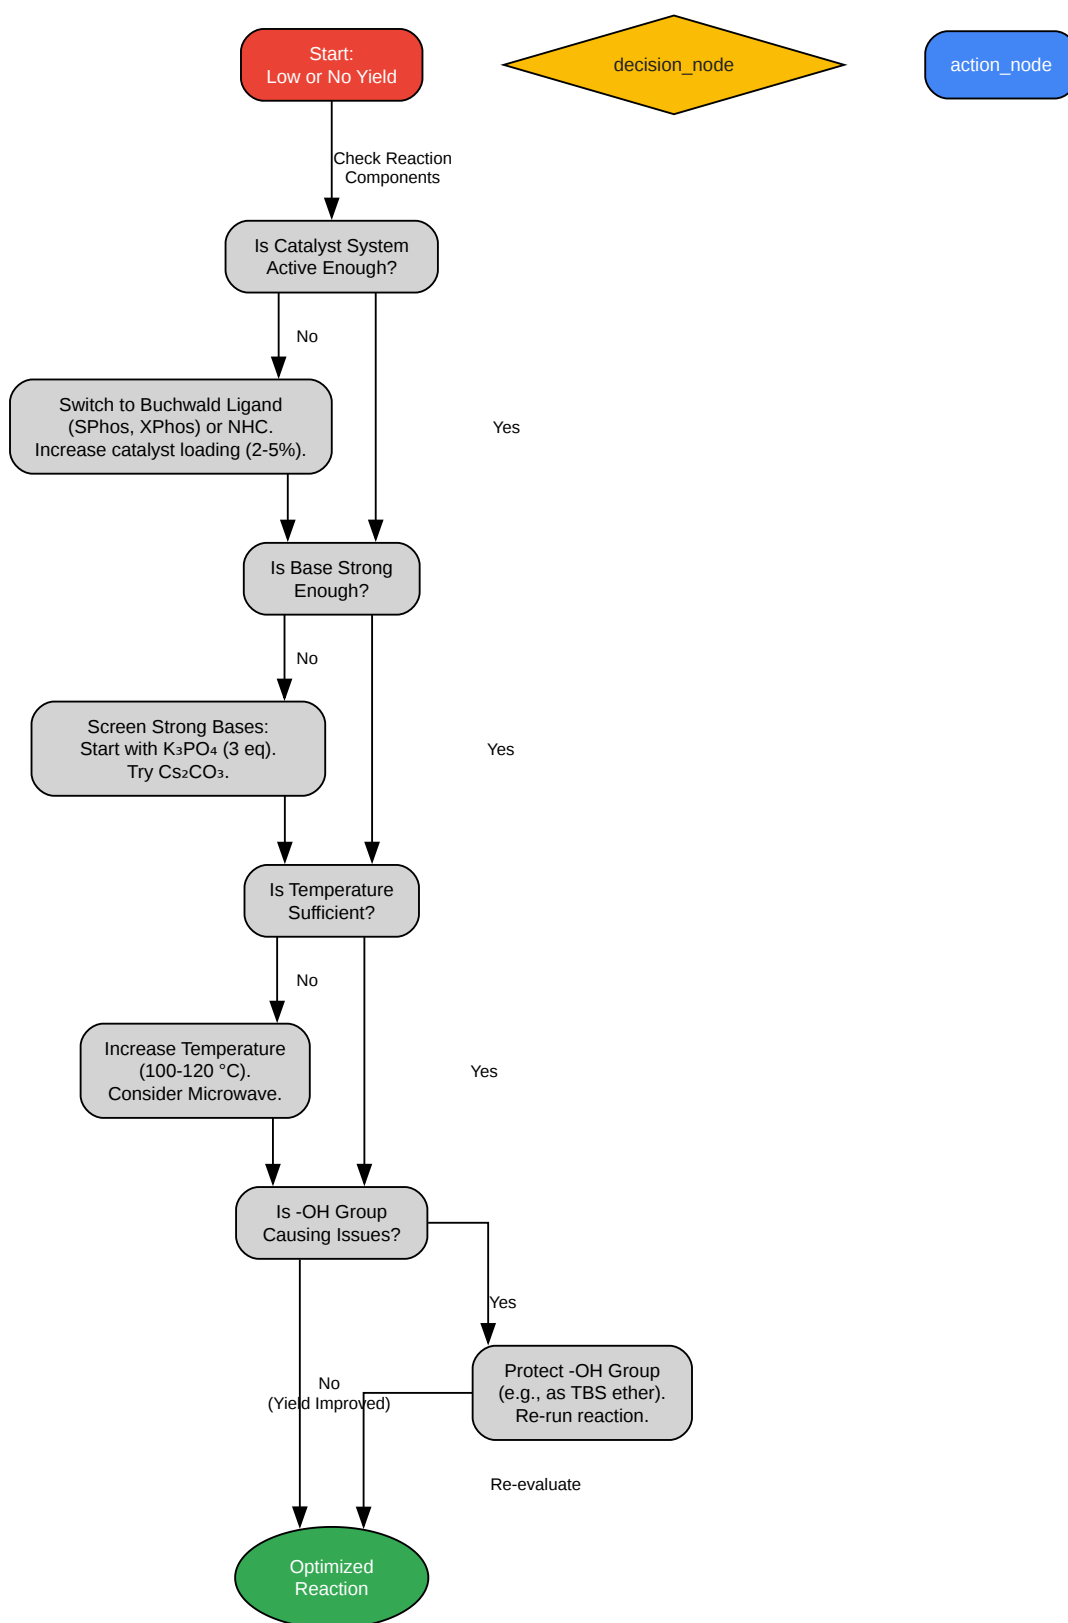 Start:
Low or No Yield
decision_node
action_node
Check Reaction
Components
Is Catalyst System
Active Enough?
No
Switch to Buchwald Ligand
(SPhos, XPhos) or NHC.
Increase catalyst loading (2-5%).
Yes
Is Base Strong
Enough?
No
Screen Strong Bases:
Start with K₃PO₄ (3 eq).
Try Cs₂CO₃.
Yes
Is Temperature
Sufficient?
No
Increase Temperature
(100-120 °C).
Consider Microwave.
Yes
Is -OH Group
Causing Issues?
Yes
Protect -OH Group
(e.g., as TBS ether).
Re-run reaction.
No
(Yield Improved)
Re-evaluate
Optimized
Reaction